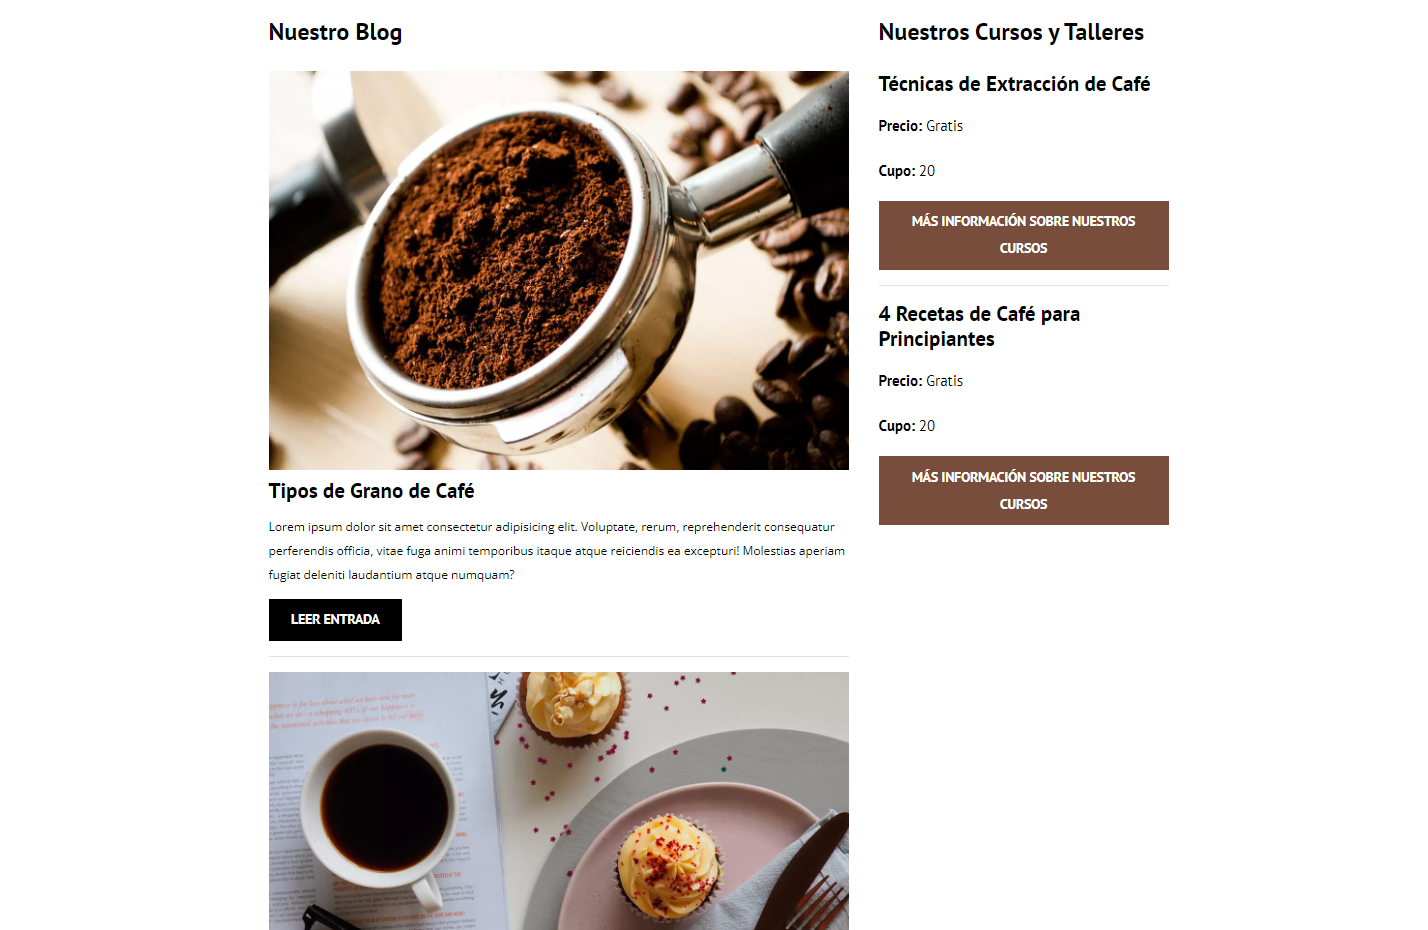 Nuestro Blog
Tipos de Grano de Café
Lorem ipsum dolor sit amet consectetur adipisicing elit. Voluptate, rerum, reprehenderit consequatur
perferendis officia, vitae fuga animi temporibus itaque atque reiciendis ea excepturi! Molestias aperiam
fugiat deleniti laudantium atque numquam?
LEER ENTRADA
Nuestros Cursos y Talleres
Técnicas de Extracción de Café
Precio: Gratis
Cupo: 20
MÁS INFORMACIÓN SOBRE NUESTROS
CURSOS
4 Recetas de Café para
Principiantes
Precio: Gratis
Cupo: 20
MÁS INFORMACIÓN SOBRE NUESTROS
CURSOS